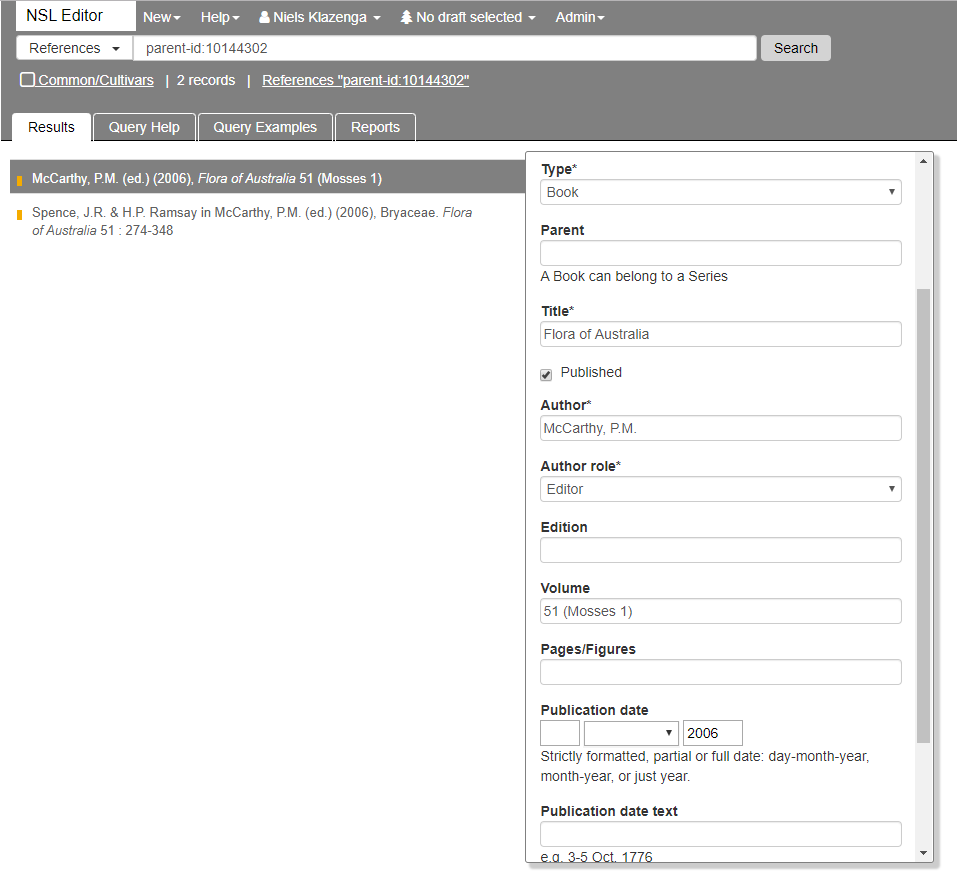 NSL Editor New Help Niels Klazenga No draft selected Admin
References parent-id:10144302 Search
Common/Cultivars | 2 records | References "parent-id:10144302"
Results Query Help Query Examples Reports
McCarthy, P.M. (ed.) (2006), Flora of Australia 51 (Mosses 1)
Spence, J.R. & H.P. Ramsay in McCarthy, P.M. (ed.) (2006), Bryaceae. Flora
of Australia 51 : 274-348
Type*
Book
Parent
A Book can belong to a Series
Title*
Flora of Australia
Published
Author*
McCarthy, P.M.
Author role*
Editor
Edition
Volume
51 (Mosses 1)
Pages/Figures
Publication date
2006
Strictly formatted, partial or full date: day-month-year,
month-year, or just year.
Publication date text
e.g. 3-5 Oct. 1776